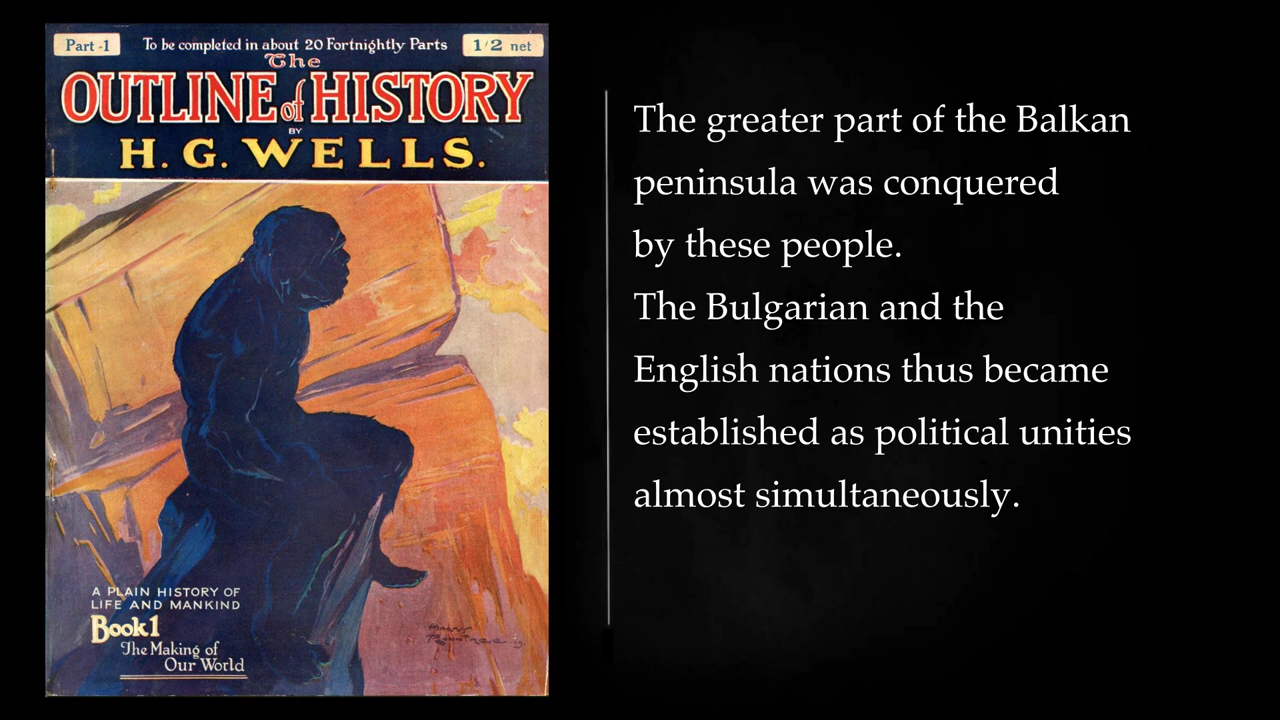 Part -1
To be completed in about 20 Fortnightly Parts
1/2 net
The
OUTLINE of HISTORY
BY
H. G. WELLS.
A PLAIN HISTORY OF
LIFE AND MANKIND
Book 1
The Making of
Our World
The greater part of the Balkan
peninsula was conquered
by these people.
The Bulgarian and the
English nations thus became
established as political unities
almost simultaneously.